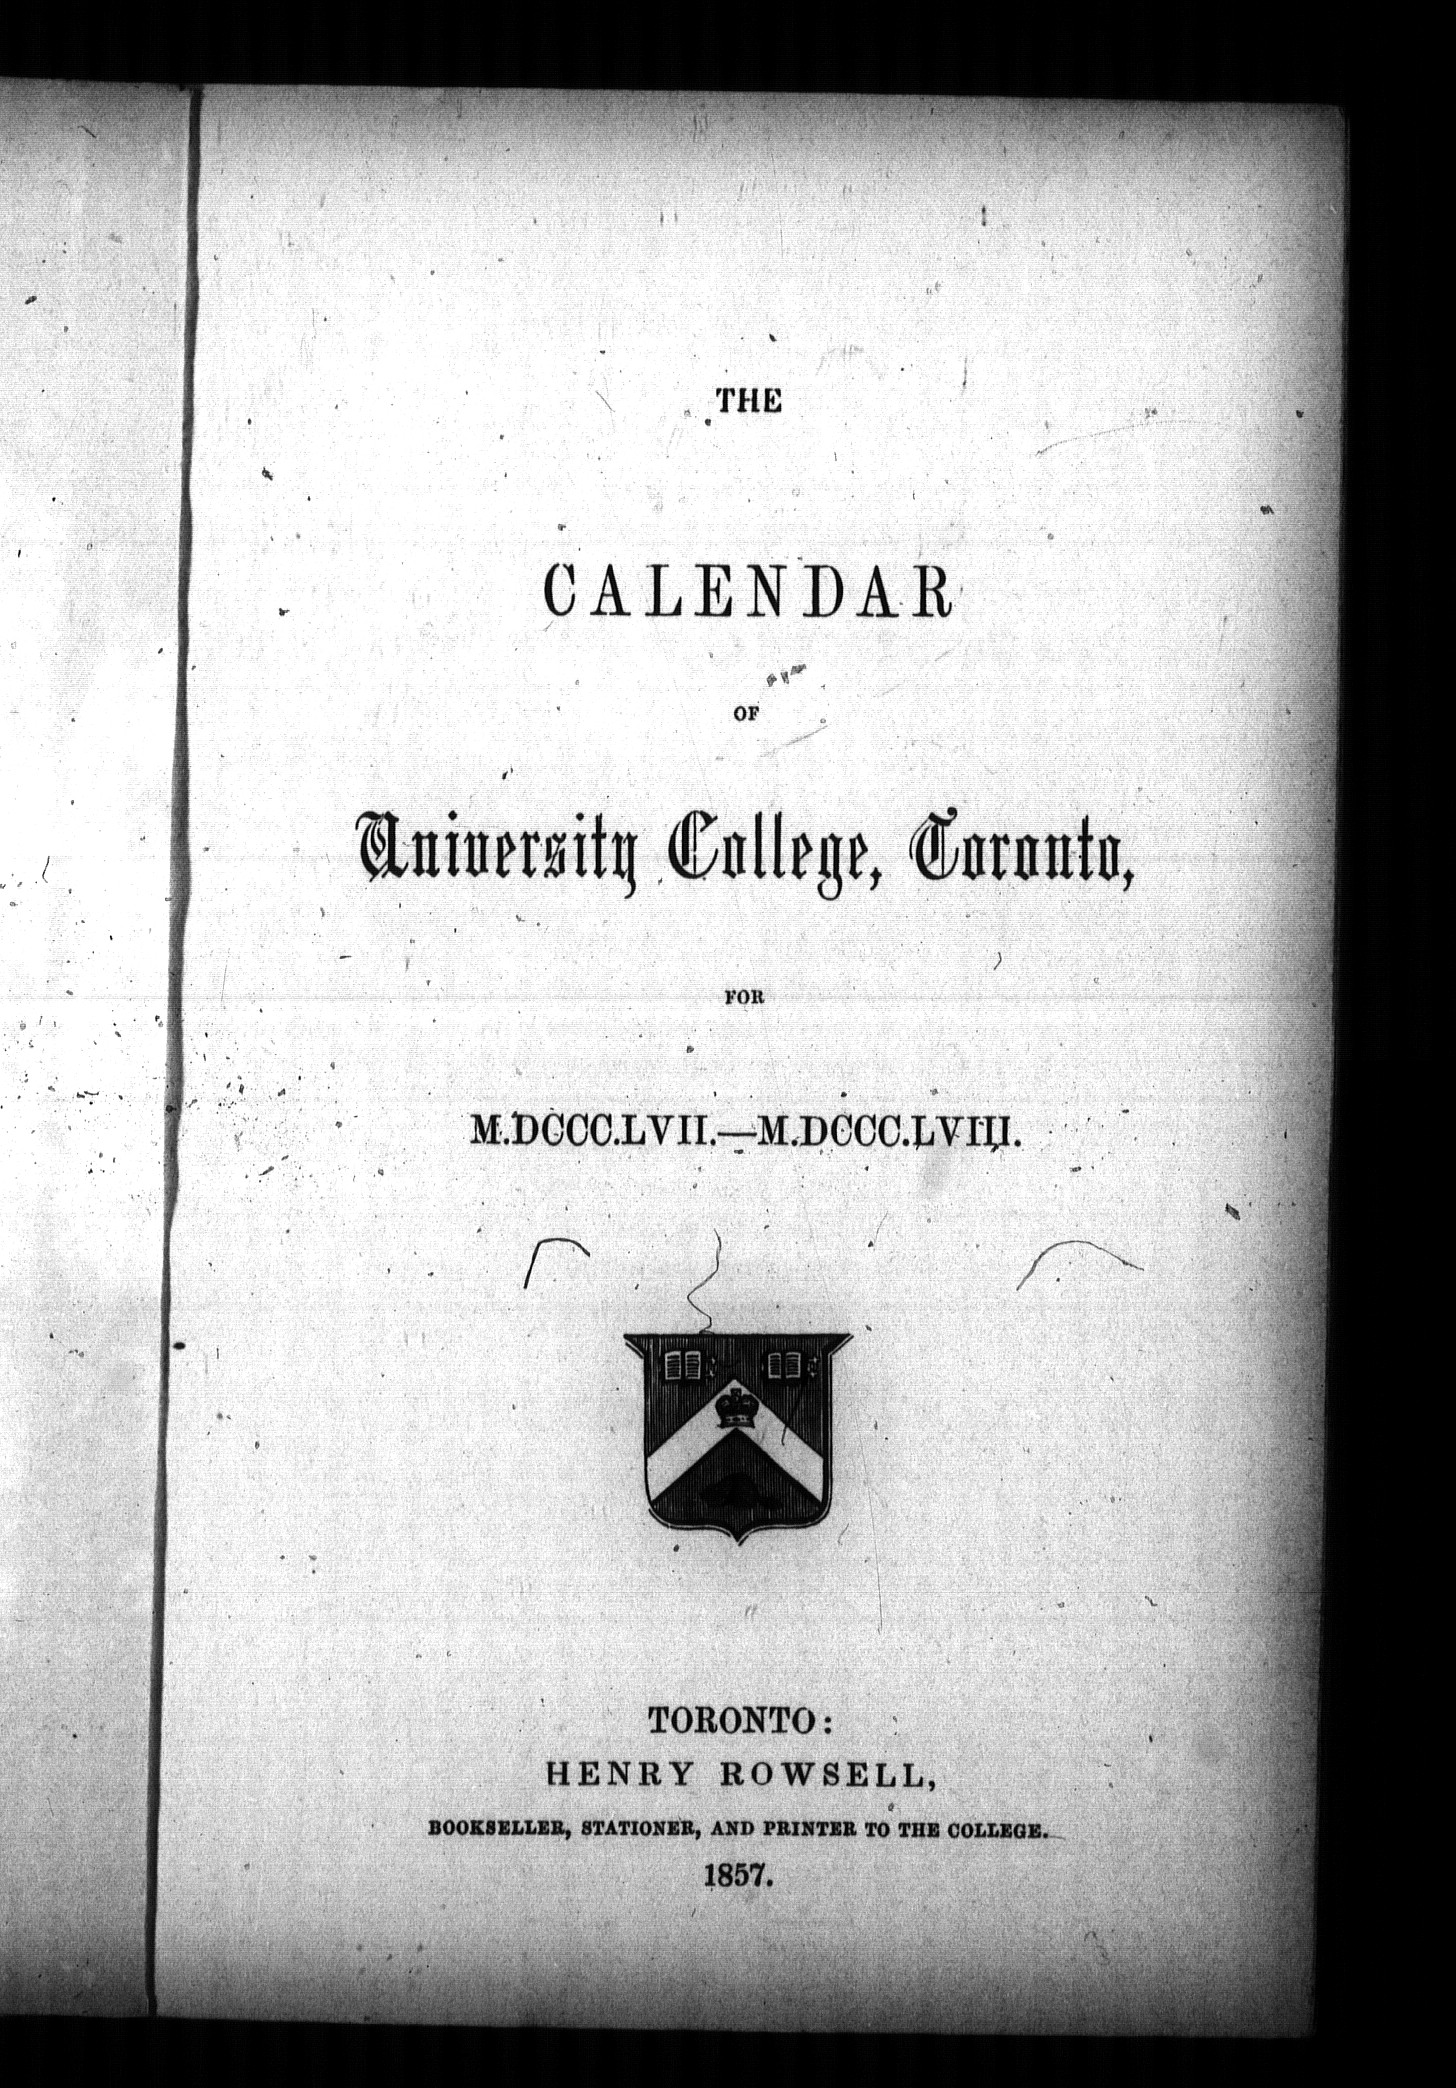 THE
CALENDAR
OF
University College, Toronto,
FOR
M.DCCC.LVII.—M.DCCC.LVIII.
TORONTO:
HENRY ROWSELL,
BOOKSELLER, STATIONER, AND PRINTER TO THE COLLEGE.
1857.